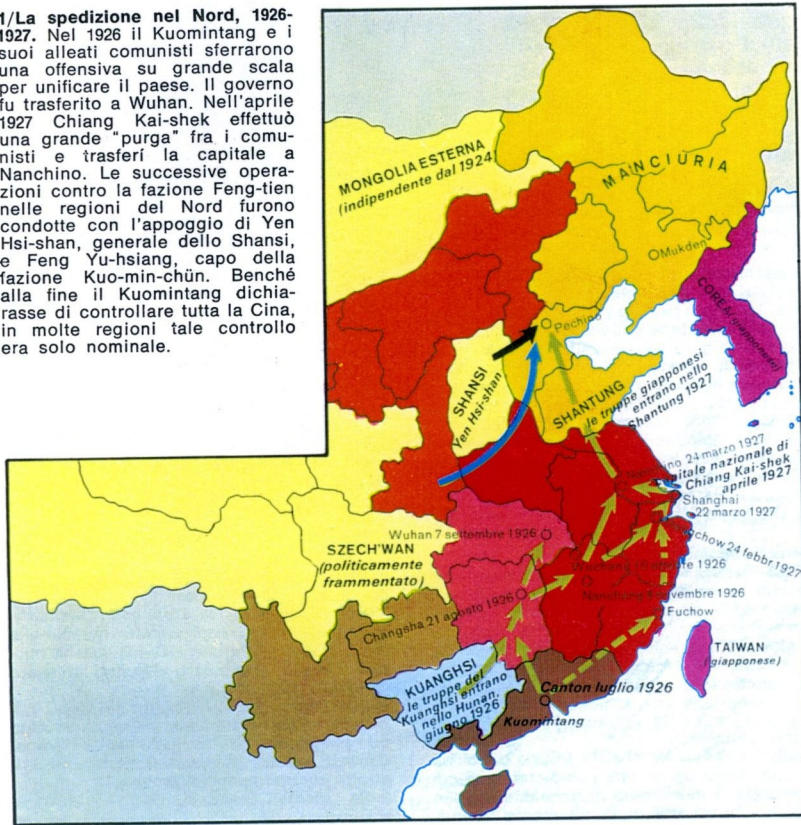 1/La spedizione nel Nord, 1926-
1927. Nel 1926 il Kuomintang e i
suoi alleati comunisti sferrarono
una offensiva su grande scala
per unificare il paese. Il governo
fu trasferito a Wuhan. Nell'aprile
1927 Chiang Kai-shek effettuò
una grande "purga" fra i comu-
nisti e trasferí la capitale a
Nanchino. Le successive opera-
zioni contro la fazione Feng-tien
nelle regioni del Nord furono
condotte con l'appoggio di Yen
Hsi-shan, generale dello Shansi,
e Feng Yu-hsiang, capo della
fazione Kuo-min-chün. Benché
alla fine il Kuomintang dichia-
rasse di controllare tutta la Cina,
in molte regioni tale controllo
era solo nominale.
MONGOLIA ESTERNA
(indipendente dal 1924)
MANCIURIA
Mukden
COREA (giapponese)
Pechino
SHANSI
Yen Hsi-shan
SHANTUNG
le truppe giapponesi
entrano nello
Shantung 1927
24 marzo 1927
capitale nazionale di
Chiang Kai-shek
aprile 1927
Shanghai
22 marzo 1927
24 febbr 1927
Wuhan 7 settembre 1926
SZECH'WAN
(politicamente
frammentato)
Wuchang
1926
1926
Changsha 21 agosto 1926
Fuchow
TAIWAN
(giapponese)
KUANGHSI
le truppe del
Kuanghsi entrano
nello Hunan,
giugno 1926
Canton luglio 1926
Kuomintang